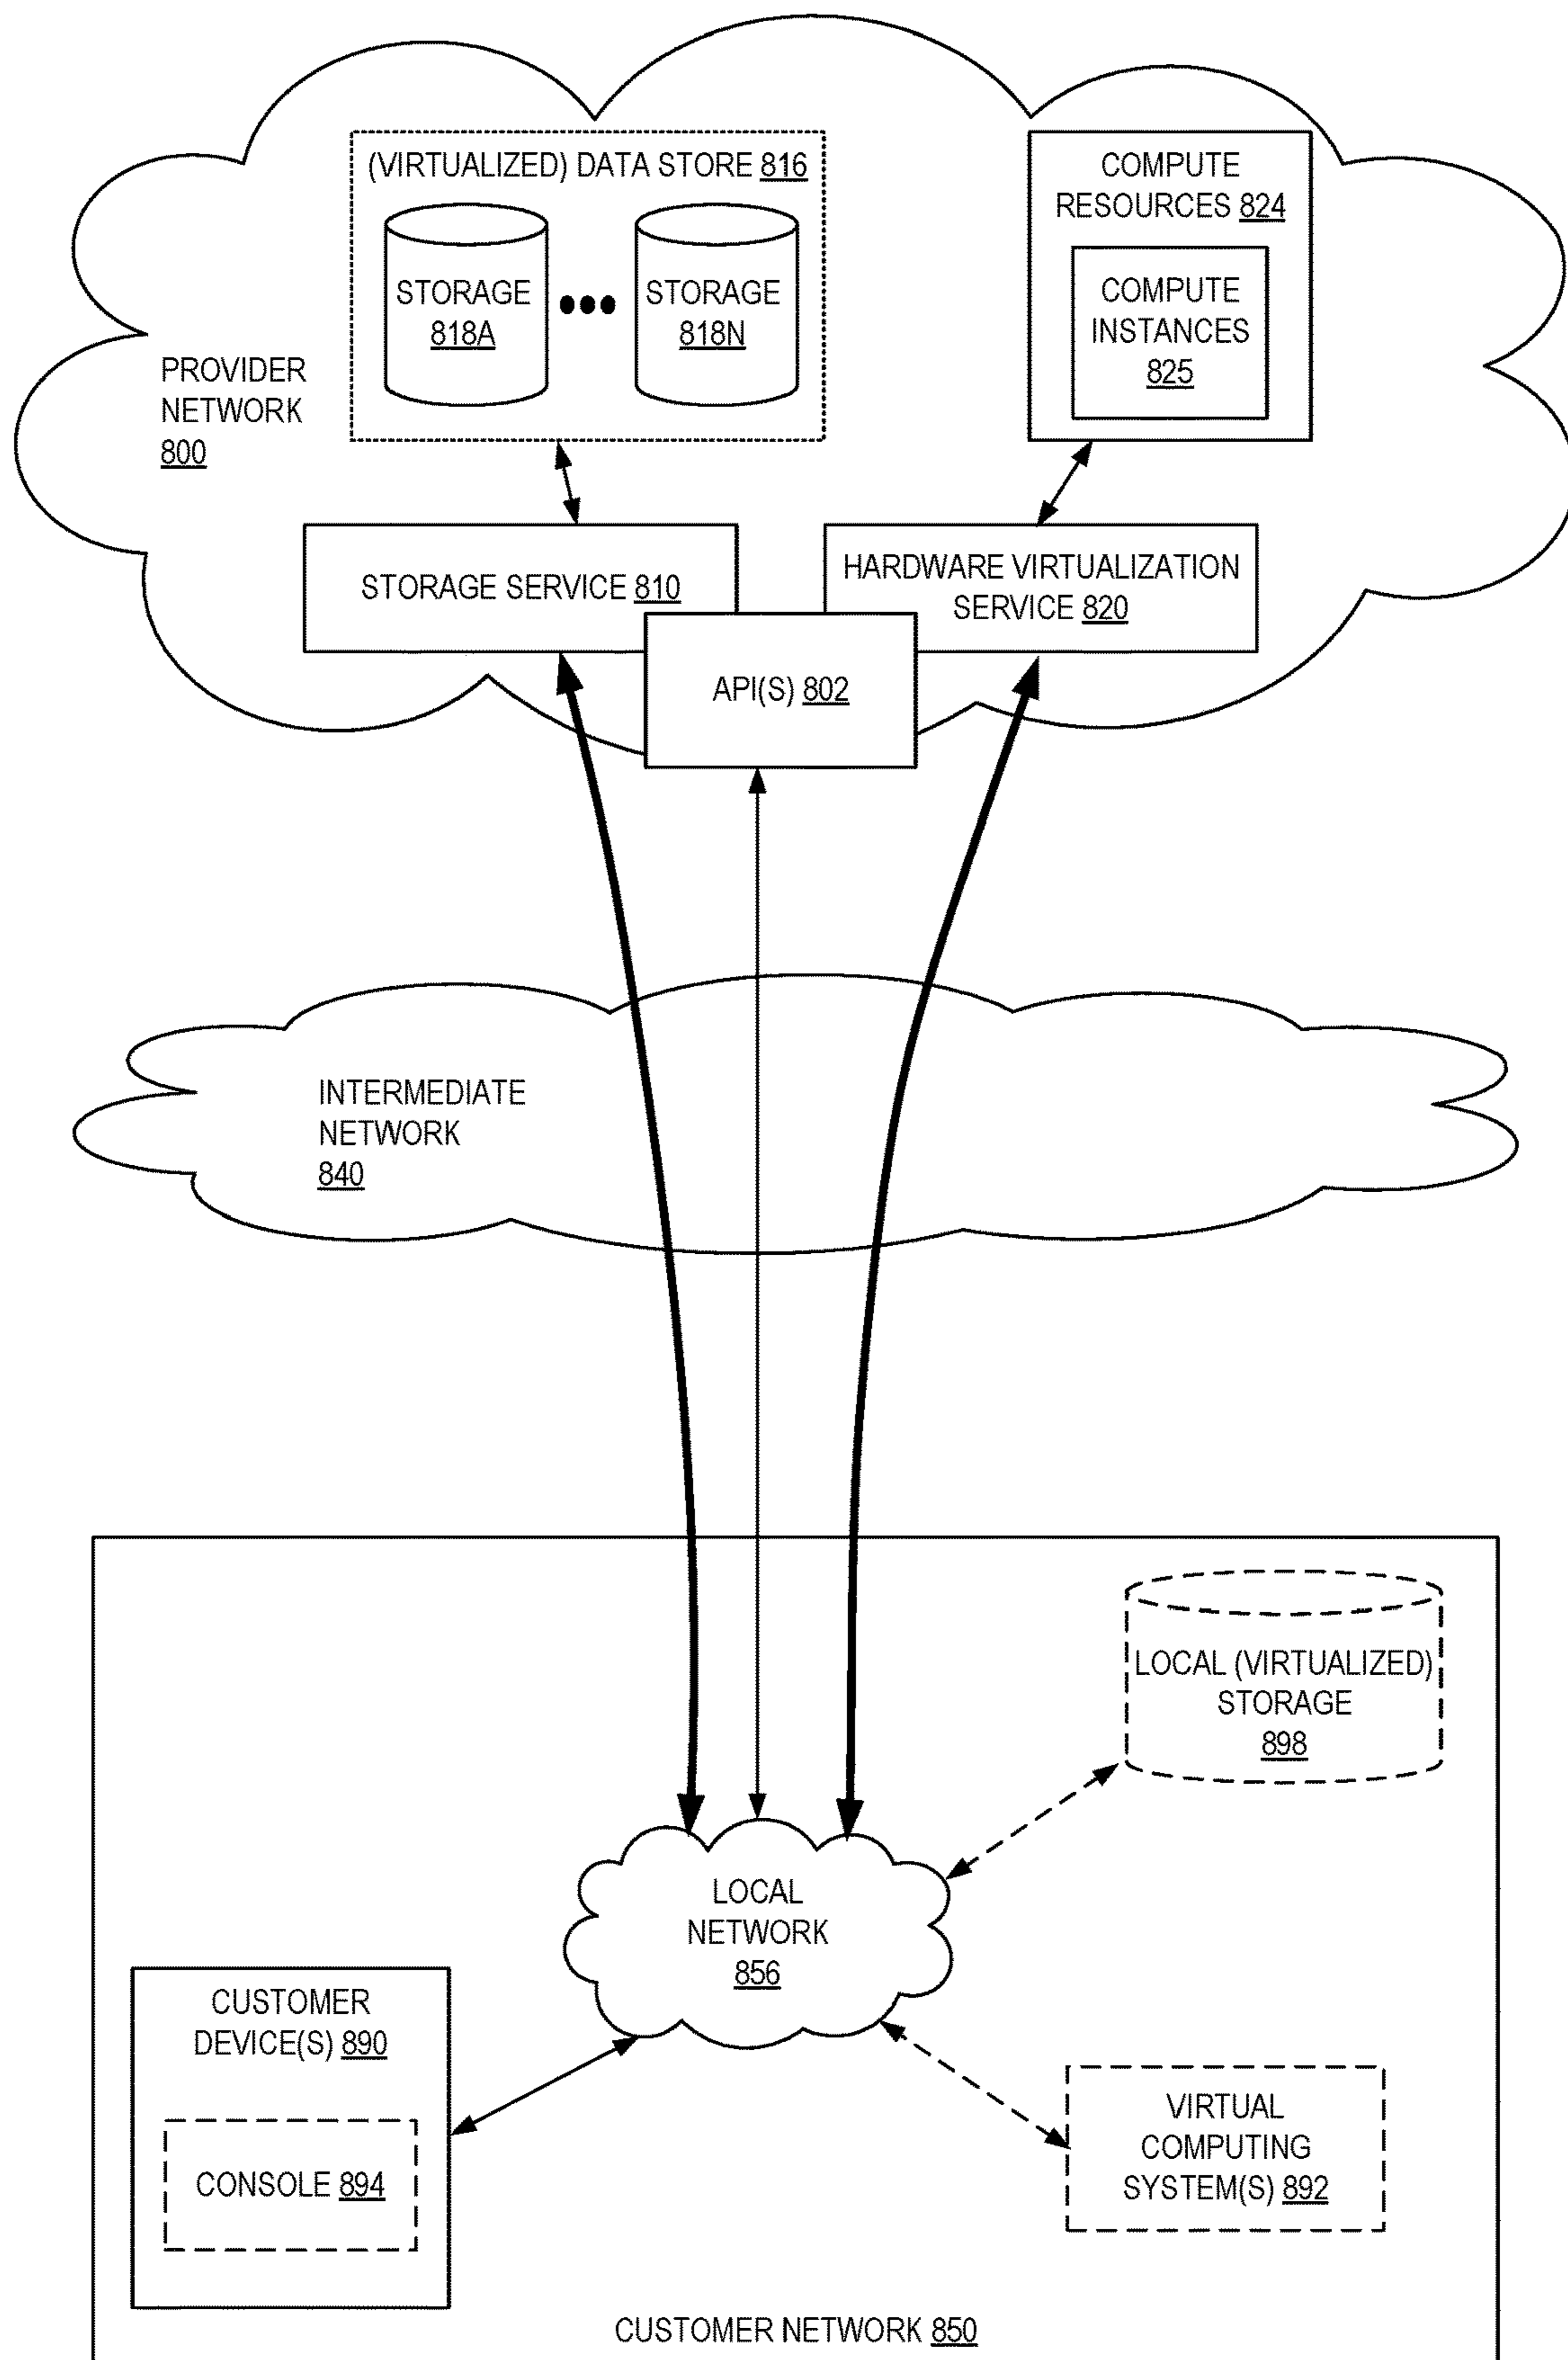 (VIRTUALIZED) DATA STORE 816
STORAGE
818A
STORAGE
818N
COMPUTE
RESOURCES 824
COMPUTE
INSTANCES
825
PROVIDER
NETWORK
800
STORAGE SERVICE 810
HARDWARE VIRTUALIZATION
SERVICE 820
API(S) 802
INTERMEDIATE
NETWORK
840
LOCAL (VIRTUALIZED)
STORAGE
898
LOCAL
NETWORK
856
CUSTOMER
DEVICE(S) 890
CONSOLE 894
VIRTUAL
COMPUTING
SYSTEM(S) 892
CUSTOMER NETWORK 850